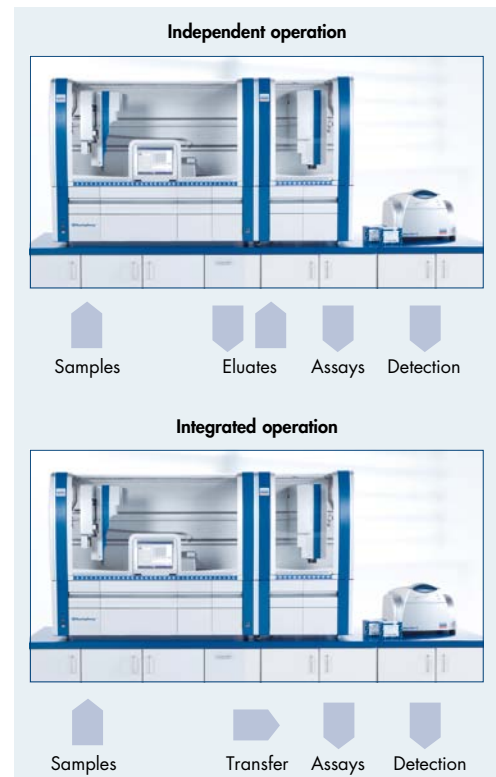 Independent operation
Samples Eluates Assays Detection
Integrated operation
Samples Transfer Assays Detection